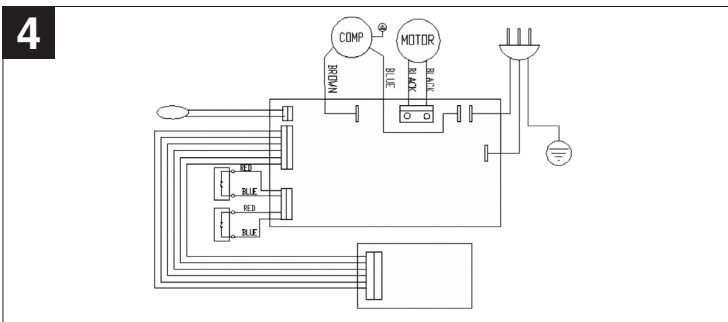 4
COMP
MOTOR
BROWN
BLUE
BLACK
BLACK
RED
BLUE
RED
BLUE